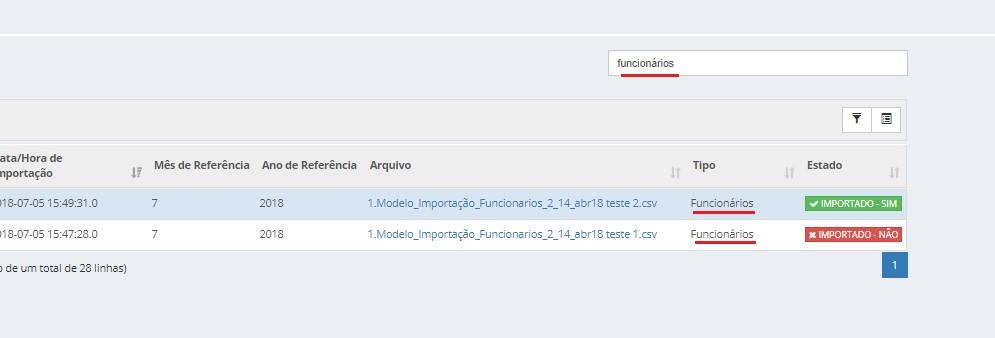 funcionários
ata/Hora de
mportação
Mês de Referência
Ano de Referência
Arquivo
Tipo
Estado
018-07-05 15:49:31.0
7
2018
1.Modelo_Importação_Funcionarios_2_14_abr18 teste 2.csv
Funcionários
IMPORTADO - SIM
018-07-05 15:47:28.0
7
2018
1.Modelo_Importação_Funcionarios_2_14_abr18 teste 1.csv
Funcionários
IMPORTADO - NÃO
o de um total de 28 linhas)
1